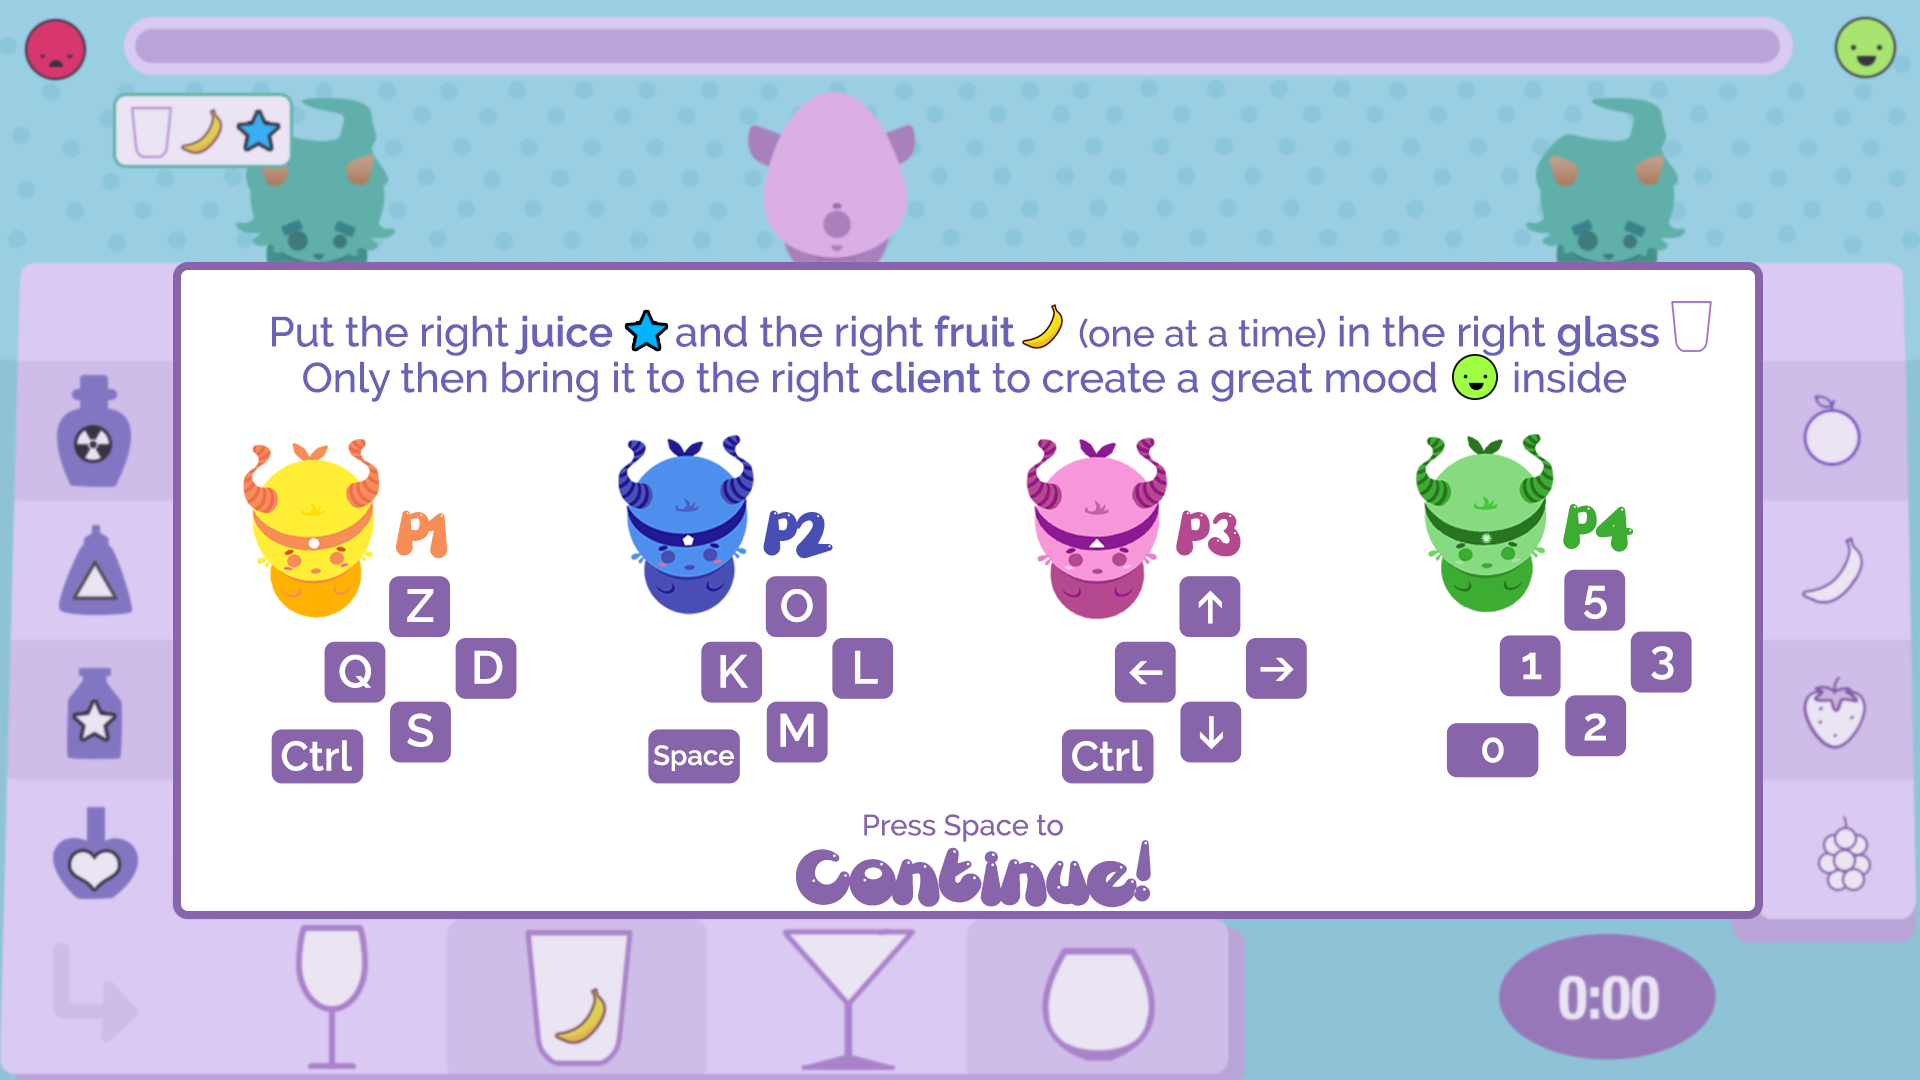 Put the right juice and the right fruit (one at a time) in the right glass
Only then bring it to the right client to create a great mood inside
P1
Z
Q D
S
Ctrl
P2
O
K L
M
Space
P3
↑
← →
↓
Ctrl
P4
5
1 3
2
0
Press Space to
Continue!
0:00